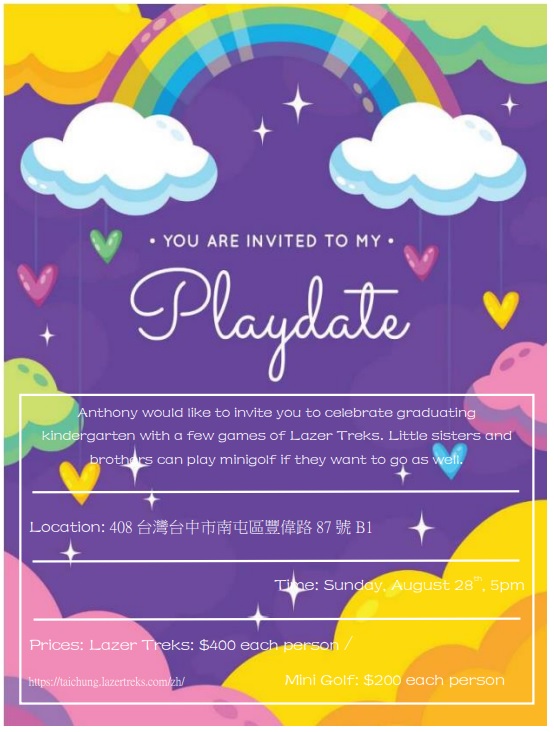 • YOU ARE INVITED TO MY •
Playdate
Anthony would like to invite you to celebrate graduating
kindergarten with a few games of Lazer Treks. Little sisters and
brothers can play minigolf if they want to go as well.
Location: 408 台灣台中市南屯區豐偉路 87 號 B1
Time: Sunday, August 28th, 5pm
Prices: Lazer Treks: $400 each person /
https://taichung.lazertreks.com/zh/ Mini Golf: $200 each person